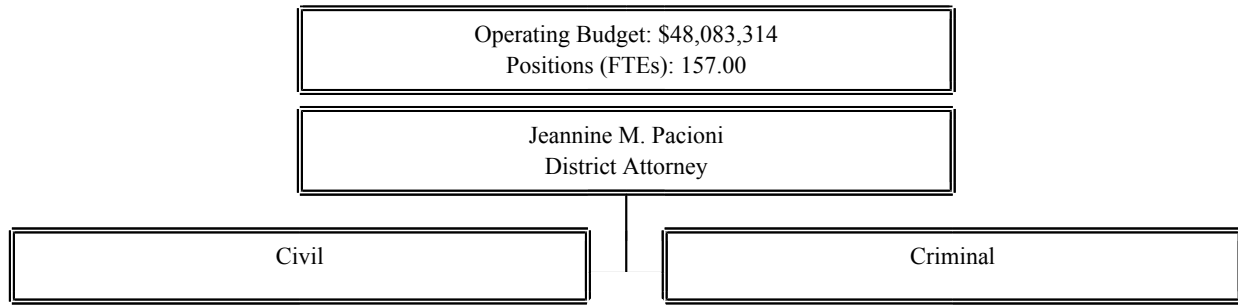 Operating Budget: $48,083,314
Positions (FTEs): 157.00
Jeannine M. Pacioni
District Attorney
Civil
Criminal